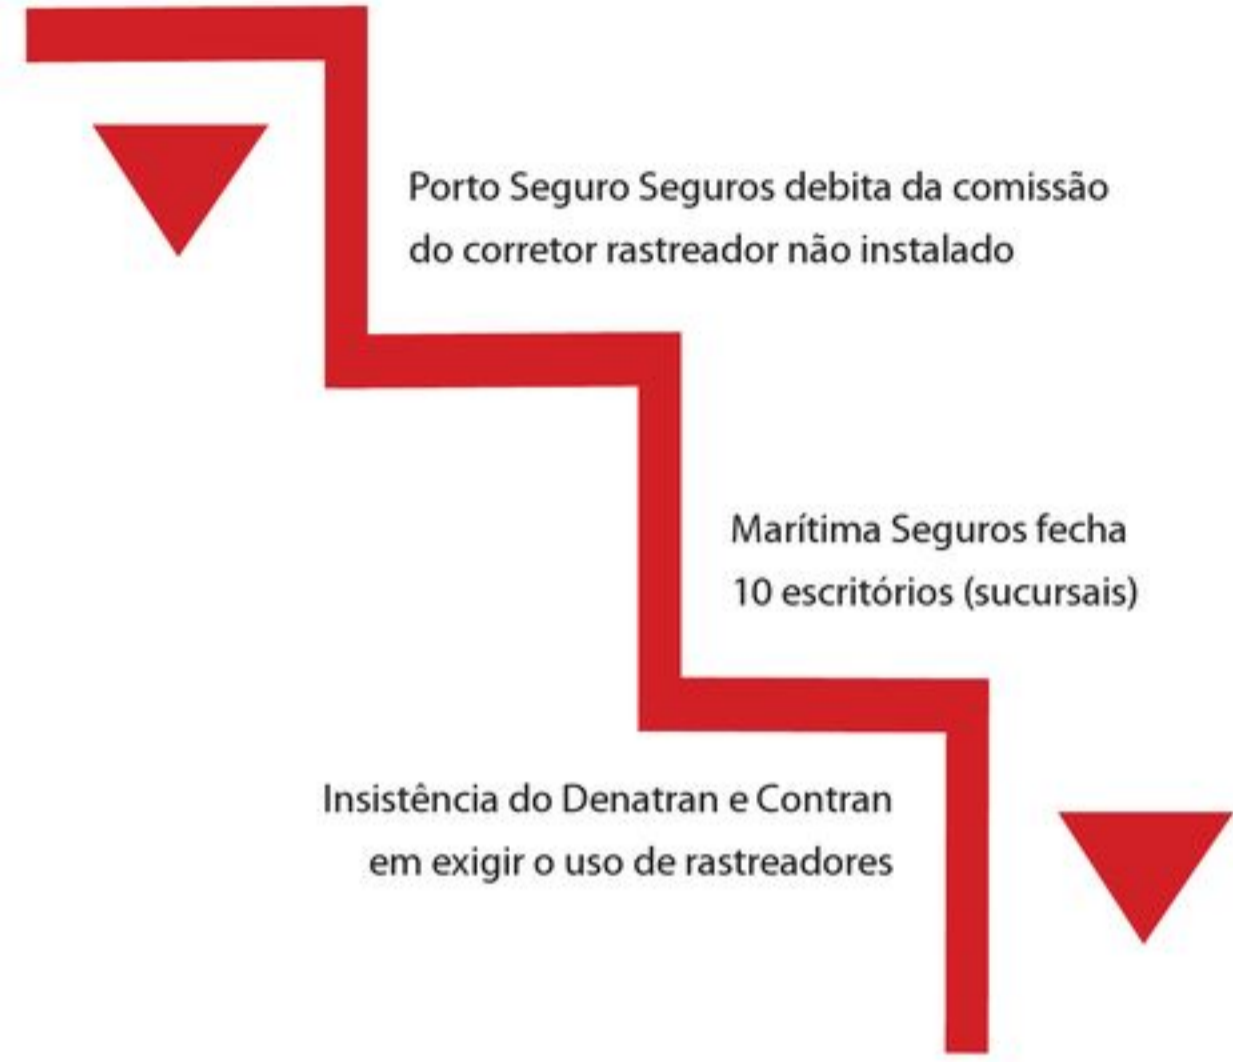 Porto Seguro Seguros debita da comissão
do corretor rastreador não instalado
Marítima Seguros fecha
10 escritórios (sucursais)
Insistência do Denatran e Contran
em exigir o uso de rastreadores